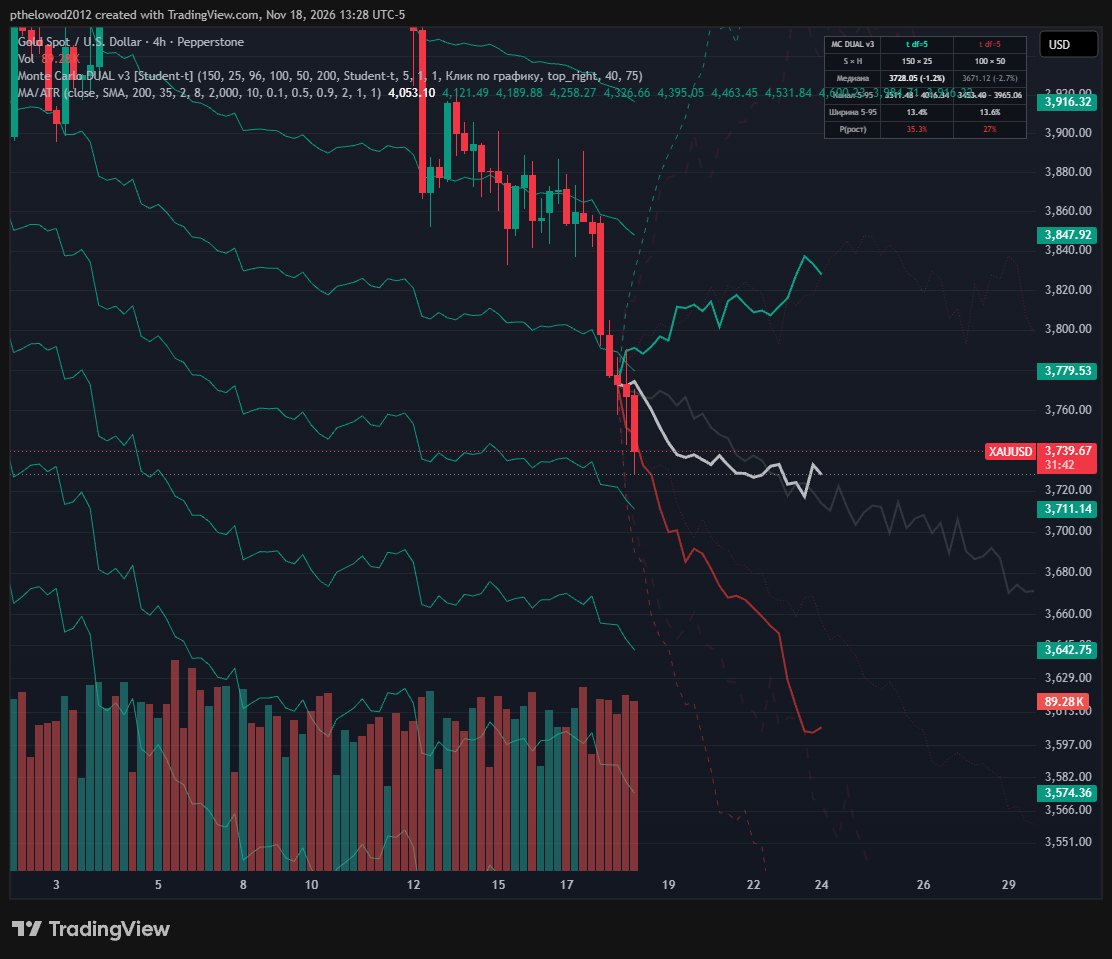 pthelowod2012 created with TradingView.com, Nov 18, 2026 13:28 UTC-5
Gold Spot / U.S. Dollar · 4h · Pepperstone
Vol 89.28K
Monte Carlo DUAL v3 [Student-t] (150, 25, 96, 100, 50, 200, Student-t, 5, 1, 1, Клик по графику, top_right, 40, 75)
MA/ATR (close, SMA, 200, 35, 2, 8, 2,000, 10, 0.1, 0.5, 0.9, 2, 1, 1) 4,053.10 4,121.49 4,189.88 4,258.27 4,326.66 4,395.05 4,463.45 4,531.84
MC DUAL v3 t df=5 t df=5
S × H 150 × 25 100 × 50
Медиана 3728.05 (-1.2%) 3671.12 (-2.7%)
Канал 5-95 3965.06
Ширина 5-95 13.4% 13.6%
P(рост) 35.3% 27%
USD
3,916.32
3,900.00
3,880.00
3,860.00
3,847.92
3,840.00
3,820.00
3,800.00
3,779.53
3,760.00
XAUUSD 3,739.67
31:42
3,720.00
3,711.14
3,700.00
3,680.00
3,660.00
3,642.75
3,629.00
89.28K
3,597.00
3,582.00
3,574.36
3,566.00
3,551.00
3 5 8 10 12 15 17 19 22 24 26 29
TradingView